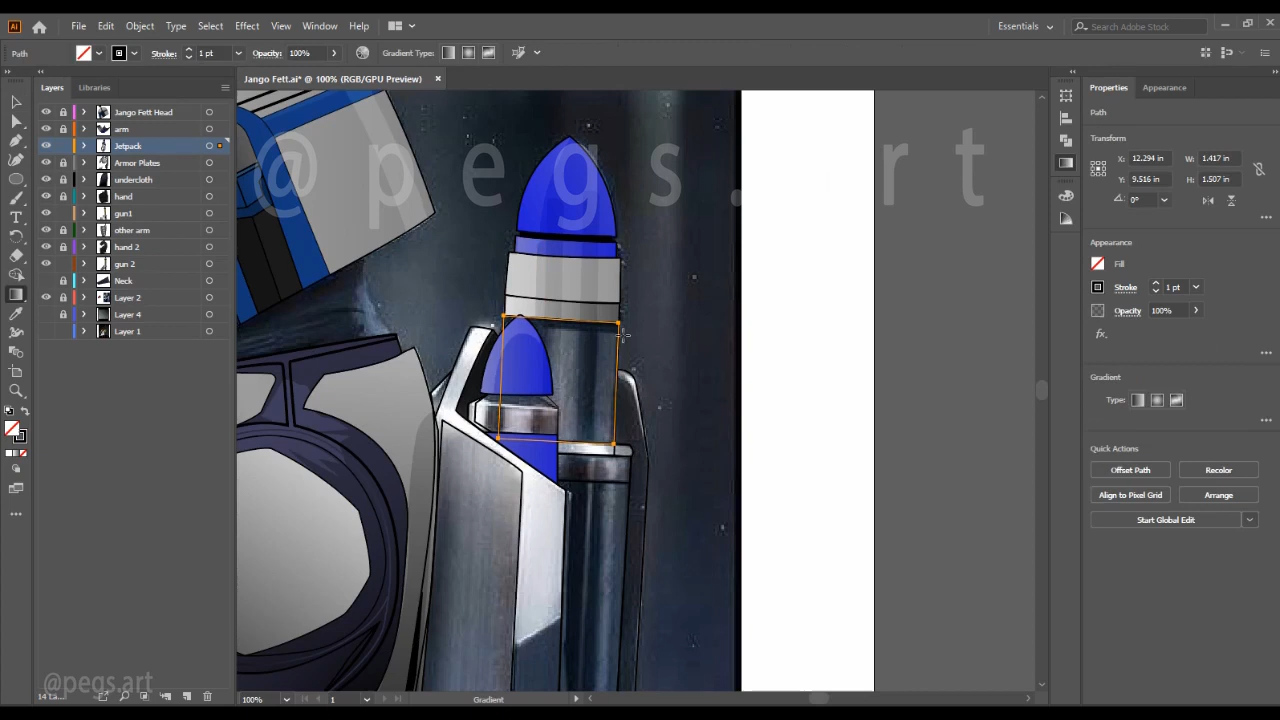 Ai File Edit Object Type Select Effect View Window Help Essentials Search Adobe Stock
Path Stroke: 1 pt Opacity: 100% Gradient Type:
Jango Fett.ai* @ 100% (RGB/GPU Preview)
Layers Libraries
Jango Fett Head
arm
Jetpack
Armor Plates
undercloth
hand
gun1
other arm
hand 2
gun 2
Neck
Layer 2
Layer 4
Layer 1
@pegs.art
Properties Appearance
Path
Transform
X: 12.294 in W: 1.417 in
Y: 9.516 in H: 1.507 in
0°
Appearance
Fill
Stroke 1 pt
Opacity 100%
fx.
Gradient
Type:
Quick Actions
Offset Path Recolor
Align to Pixel Grid Arrange
Start Global Edit
@pegs.art
100% 1 Gradient